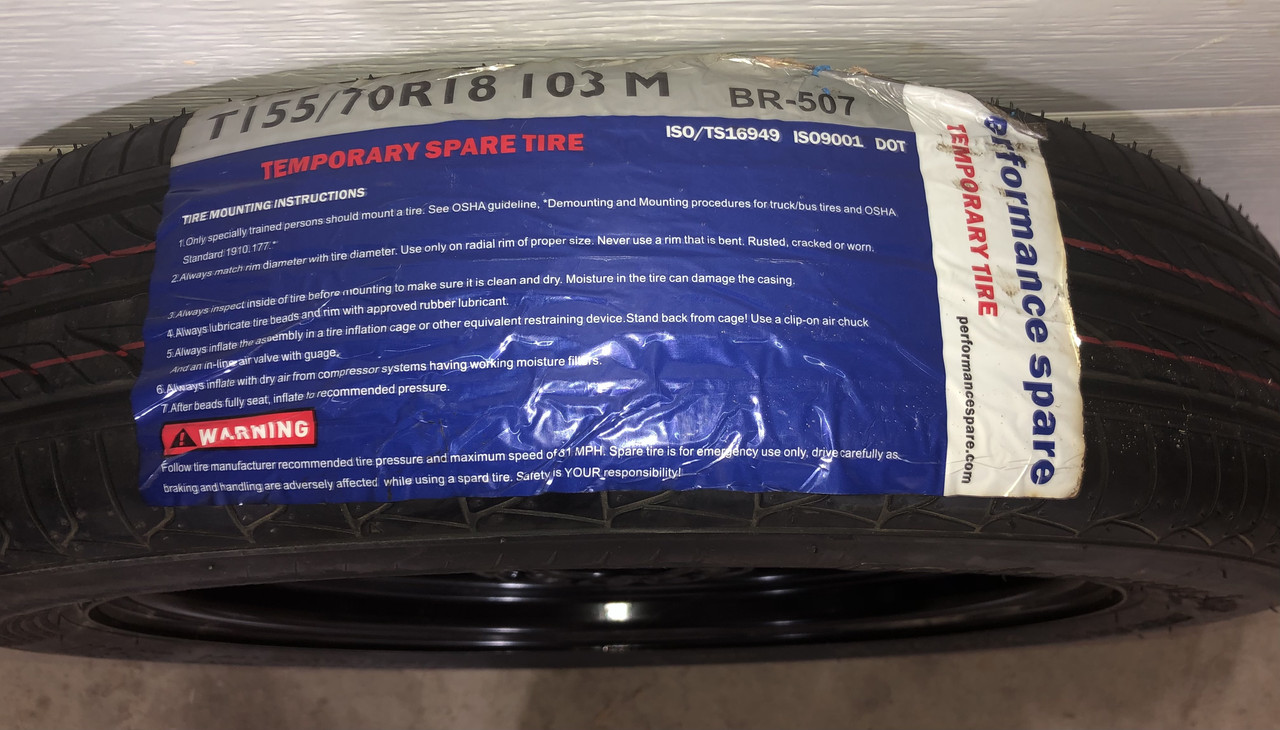 T155/70R18 103 M
BR-507
TEMPORARY SPARE TIRE
ISO/TS16949 ISO9001 DOT
TIRE MOUNTING INSTRUCTIONS
1.Only specially trained persons should mount a tire. See OSHA guideline, "Demounting and Mounting procedures for truck/bus tires and OSHA
Standard 1910.177."
2.Always match rim diameter with tire diameter. Use only on radial rim of proper size. Never use a rim that is bent. Rusted, cracked or worn.
3.Always inspect inside of tire before mounting to make sure it is clean and dry. Moisture in the tire can damage the casing.
4.Always lubricate tire beads and rim with approved rubber lubricant.
5.Always inflate the assembly in a tire inflation cage or other equivalent restraining device.Stand back from cage! Use a clip-on air chuck
And an in-line air valve with guage.
6.Always inflate with dry air from compressor systems having working moisture filters.
7.After beads fully seat, inflate to recommended pressure.
WARNING
Follow tire manufacturer recommended tire pressure and maximum speed of 31 MPH. Spare tire is for emergency use only, drive carefully as
braking and handling are adversely affected while using a spard tire. Safety is YOUR responsibility!
performance spare
TEMPORARY TIRE
performancespare.com